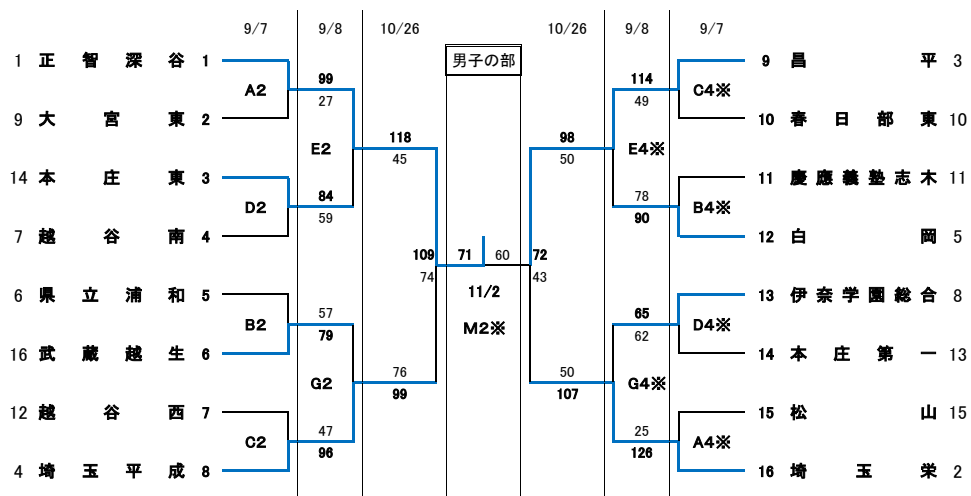 9/7 9/8 10/26 10/26 9/8 9/7
男子の部
1 正智深谷 1 9 昌平 3
99 114
A2 C4※
27 49
9 大宮東 2 10 春日部東 10
118 98
E2 E4※
45 50
14 本庄東 3 11 慶應義塾志木 11
84 78
D2 B4※
59 90
7 越谷南 4 12 白岡 5
109 71 60 72
74 43
6 県立浦和 5 11/2 13 伊奈学園総合 8
57 65
B2 M2※ D4※
79 62
16 武蔵越生 6 14 本庄第一 13
76 50
G2 G4※
99 107
12 越谷西 7 15 松山 15
47 25
C2 A4※
96 126
4 埼玉平成 8 16 埼玉栄 2